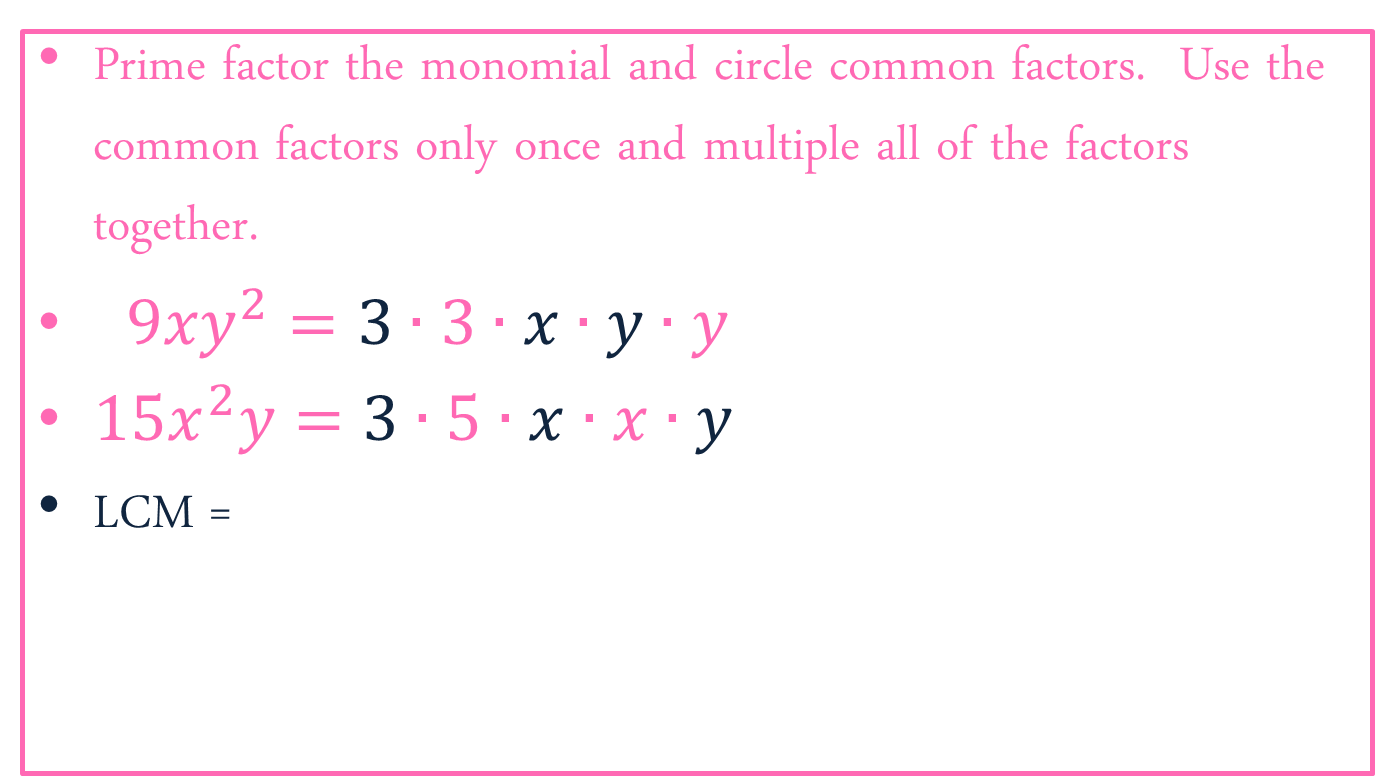 • Prime factor the monomial and circle common factors. Use the
common factors only once and multiple all of the factors
together.
• 9xy² = 3 · 3 · x · y · y
• 15x²y = 3 · 5 · x · x · y
• LCM =